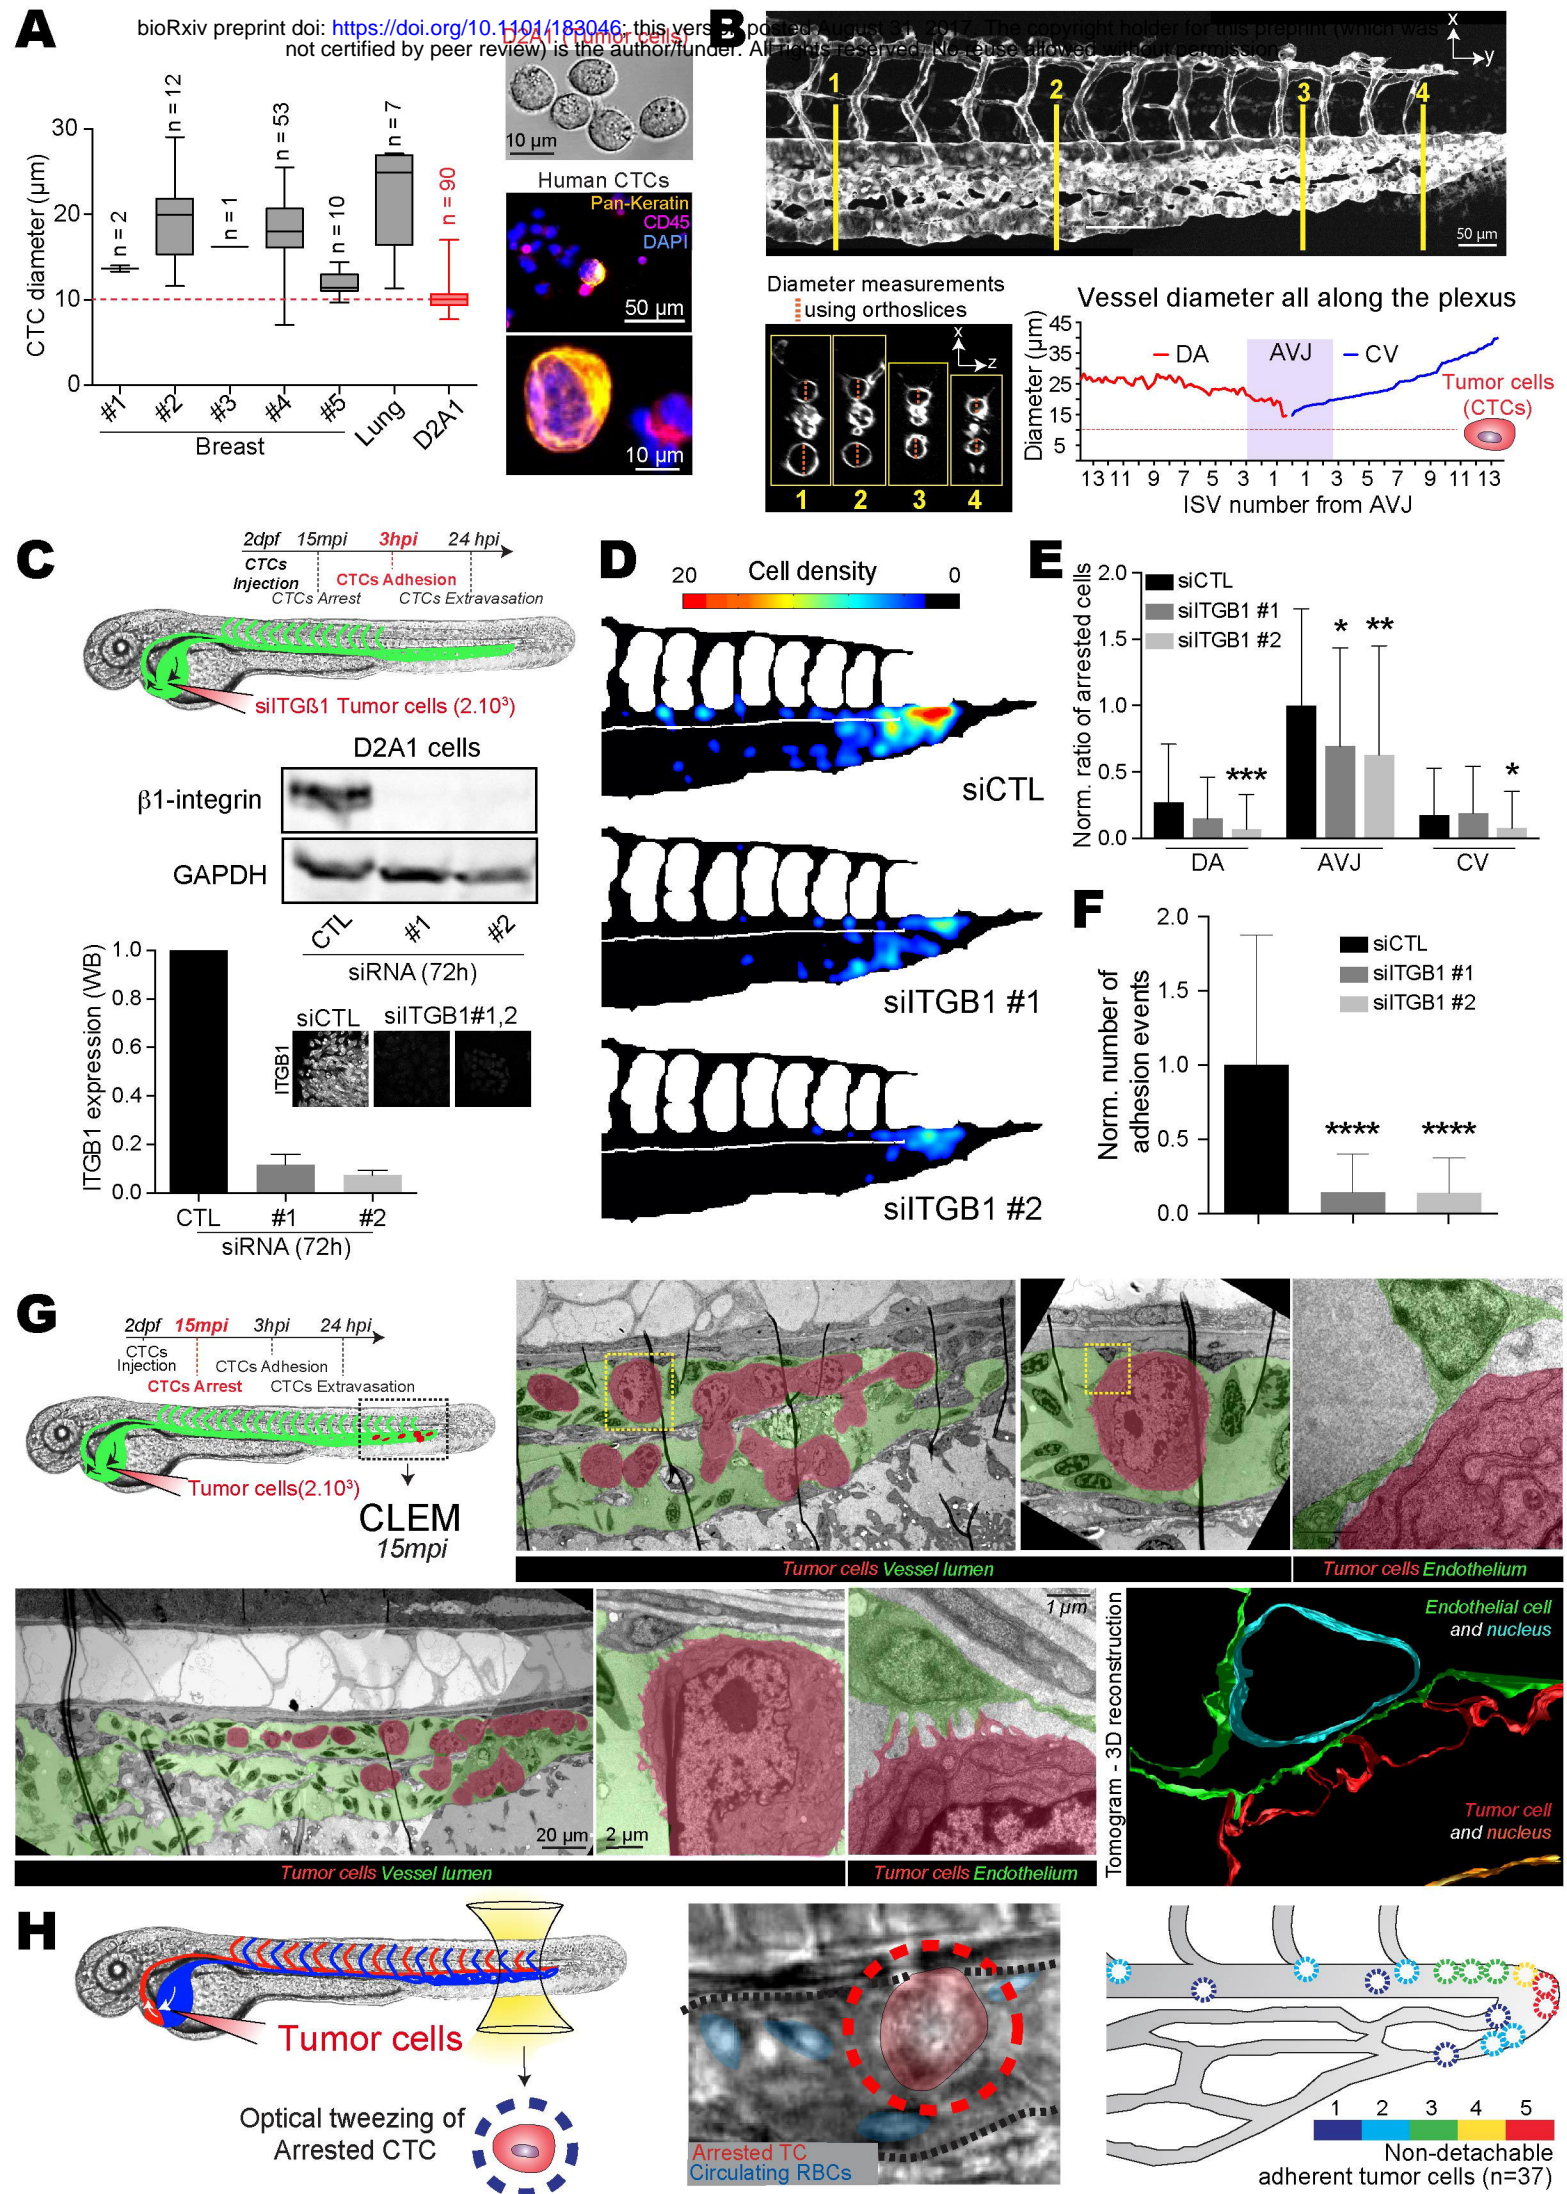 bioRxiv preprint doi: https://doi.org/10.1101/183046; this version posted August 31, 2017. The copyright holder for this preprint (which was
not certified by peer review) is the author/funder. All rights reserved. No reuse allowed without permission.
A
CTC diameter (µm)
30
20
10
0
n = 2
n = 12
n = 1
n = 53
n = 10
n = 7
n = 90
#1
#2
#3
#4
#5
Lung
D2A1
Breast
D2A1 (Tumor cells)
10 µm
Human CTCs
Pan-Keratin
CD45
DAPI
50 µm
10 µm
B
x
y
1
2
3
4
50 µm
Diameter measurements
using orthoslices
x
z
1
2
3
4
Vessel diameter all along the plexus
Diameter (µm)
45
35
25
15
5
DA
AVJ
CV
Tumor cells
(CTCs)
13 11 9 7 5 3 1 1 3 5 7 9 11 13
ISV number from AVJ
C
2dpf 15mpi 3hpi 24 hpi
CTCs
Injection
CTCs Adhesion
CTCs Arrest
CTCs Extravasation
siITGß1 Tumor cells (2.10³)
D2A1 cells
β1-integrin
GAPDH
CTL
#1
#2
siRNA (72h)
ITGB1 expression (WB)
1.0
0.8
0.6
0.4
0.2
0.0
CTL
#1
#2
siRNA (72h)
siCTL
siITGB1#1,2
ITGB1
D
20
Cell density
0
siCTL
siITGB1 #1
siITGB1 #2
E
Norm. ratio of arrested cells
2.0
1.5
1.0
0.5
0.0
siCTL
siITGB1 #1
siITGB1 #2
***
*
**
*
DA
AVJ
CV
F
Norm. number of
adhesion events
2.0
1.5
1.0
0.5
0.0
siCTL
siITGB1 #1
siITGB1 #2
****
****
G
2dpf 15mpi 3hpi 24 hpi
CTCs
Injection
CTCs Adhesion
CTCs Arrest
CTCs Extravasation
Tumor cells(2.10³)
CLEM
15mpi
Tumor cells Vessel lumen
Tumor cells Endothelium
20 µm
2 µm
1 µm
Tumor cells Vessel lumen
Tumor cells Endothelium
Tomogram - 3D reconstruction
Endothelial cell
and nucleus
Tumor cell
and nucleus
H
Tumor cells
Optical tweezing of
Arrested CTC
Arrested TC
Circulating RBCs
1 2 3 4 5
Non-detachable
adherent tumor cells (n=37)